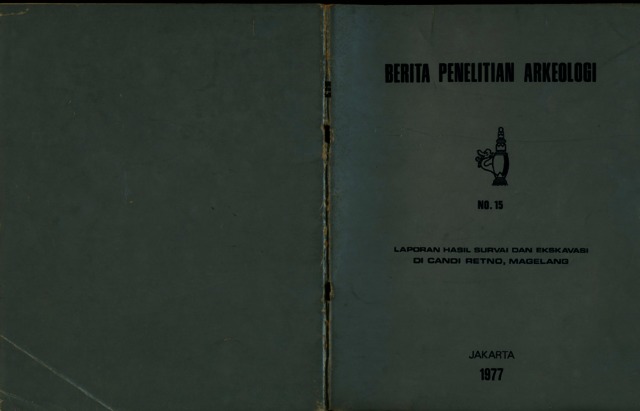 BERITA PENELITIAN ARKEOLOGI
NO. 15
LAPORAN HASIL SURVAI DAN EKSKAVASI
DI CANDI RETNO, MAGELANG
JAKARTA
1977